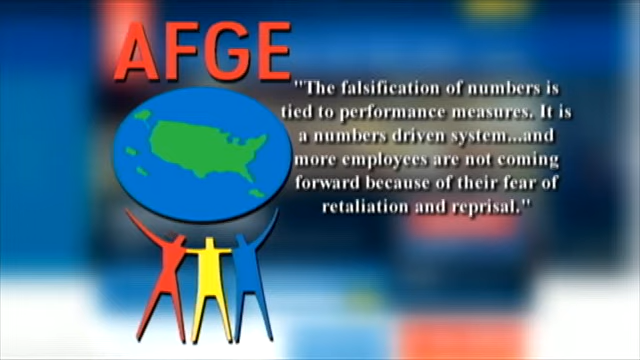 AFGE
"The falsification of numbers is
tied to performance measures. It is
a numbers driven system...and
more employees are not coming
forward because of their fear of
retaliation and reprisal."